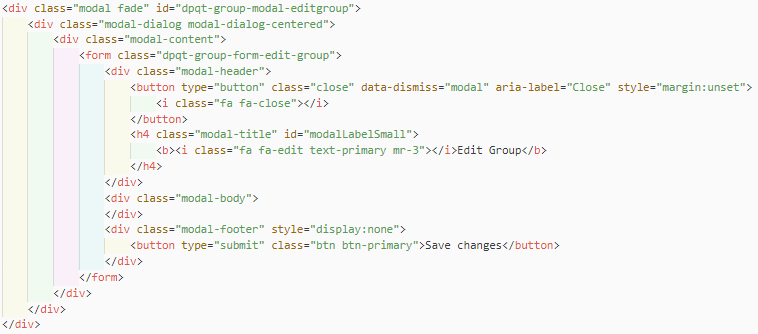 <div class="modal fade" id="dpqt-group-modal-editgroup">
<div class="modal-dialog modal-dialog-centered">
<div class="modal-content">
<form class="dpqt-group-form-edit-group">
<div class="modal-header">
<button type="button" class="close" data-dismiss="modal" aria-label="Close" style="margin:unset">
<i class="fa fa-close"></i>
</button>
<h4 class="modal-title" id="modalLabelSmall">
<b><i class="fa fa-edit text-primary mr-3"></i>Edit Group</b>
</h4>
</div>
<div class="modal-body">
</div>
<div class="modal-footer" style="display:none">
<button type="submit" class="btn btn-primary">Save changes</button>
</div>
</form>
</div>
</div>
</div>